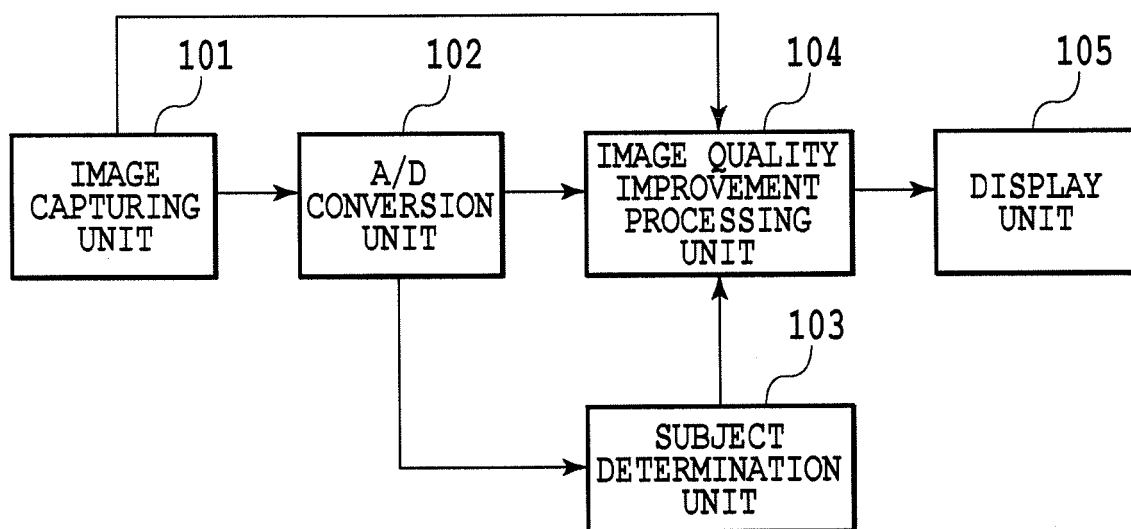 101
102
104
105
IMAGE
CAPTURING
UNIT
A/D
CONVERSION
UNIT
IMAGE QUALITY
IMPROVEMENT
PROCESSING
UNIT
DISPLAY
UNIT
103
SUBJECT
DETERMINATION
UNIT